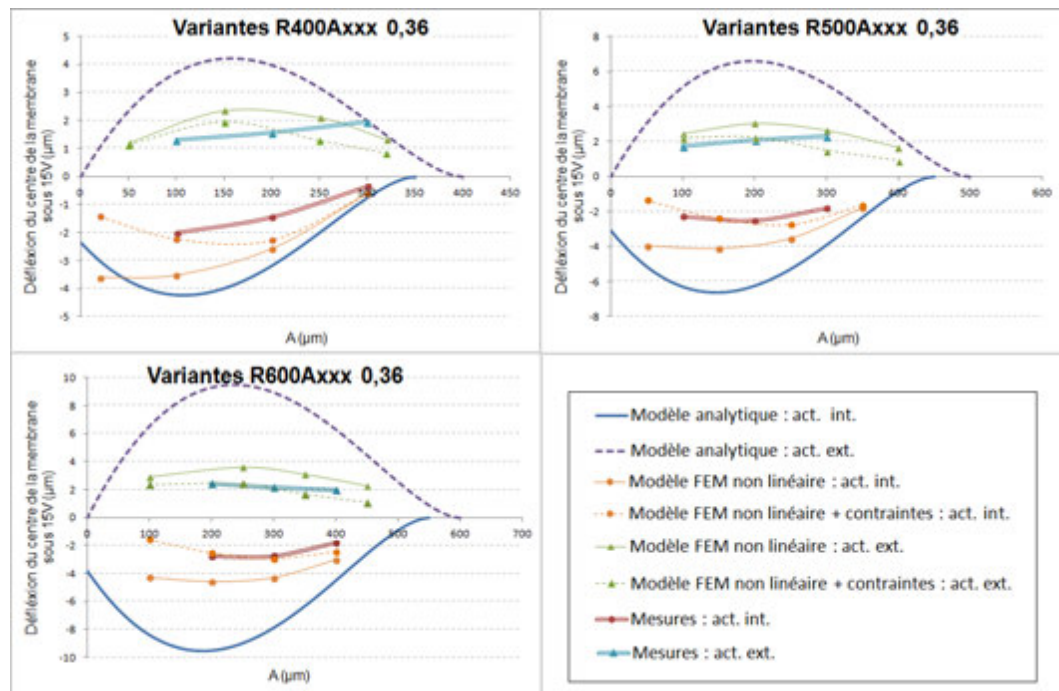 Variantes R400Axxx 0,36
Défléxion du centre de la membrane
sous 15V (µm)
5
4
3
2
1
0
-1
-2
-3
-4
-5
0 50 100 150 200 250 300 350 400 450
A (µm)
Variantes R500Axxx 0,36
Défléxion du centre de la membrane
sous 15V (µm)
8
6
4
2
0
-2
-4
-6
-8
0 100 200 300 400 500 600
A (µm)
Variantes R600Axxx 0,36
Défléxion du centre de la membrane
sous 15V (µm)
10
8
6
4
2
0
-2
-4
-6
-8
-10
0 100 200 300 400 500 600 700
A (µm)
Modèle analytique : act. int.
Modèle analytique : act. ext.
Modèle FEM non linéaire : act. int.
Modèle FEM non linéaire + contraintes : act. int.
Modèle FEM non linéaire : act. ext.
Modèle FEM non linéaire + contraintes : act. ext.
Mesures : act. int.
Mesures : act. ext.